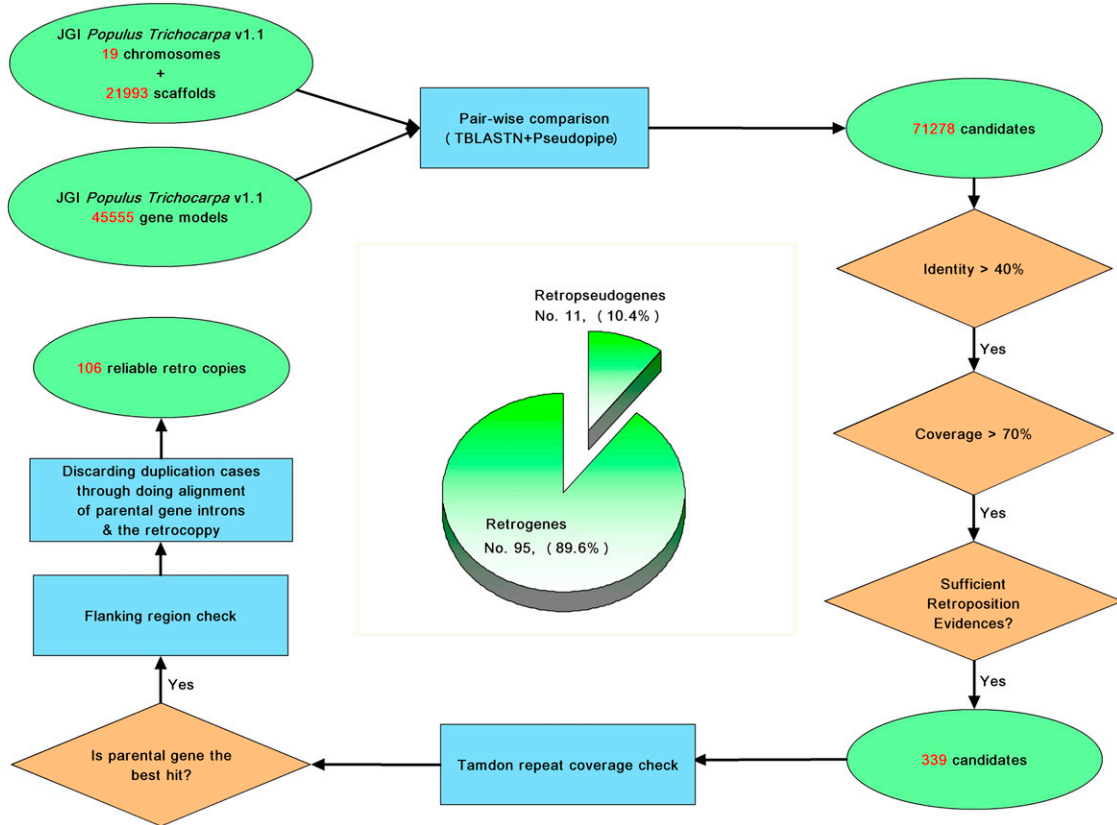 JGI Populus Trichocarpa v1.1
19 chromosomes
+
21993 scaffolds
JGI Populus Trichocarpa v1.1
45555 gene models
Pair-wise comparison
( TBLASTN+Pseudopipe)
71278 candidates
Identity > 40%
Yes
Coverage > 70%
Yes
Sufficient
Retroposition
Evidences?
Yes
339 candidates
Tamdon repeat coverage check
Is parental gene the
best hit?
Yes
Flanking region check
Discarding duplication cases
through doing alignment
of parental gene introns
& the retrocoppy
106 reliable retro copies
Retropseudogenes
No. 11, ( 10.4%)
Retrogenes
No. 95, (89.6%)